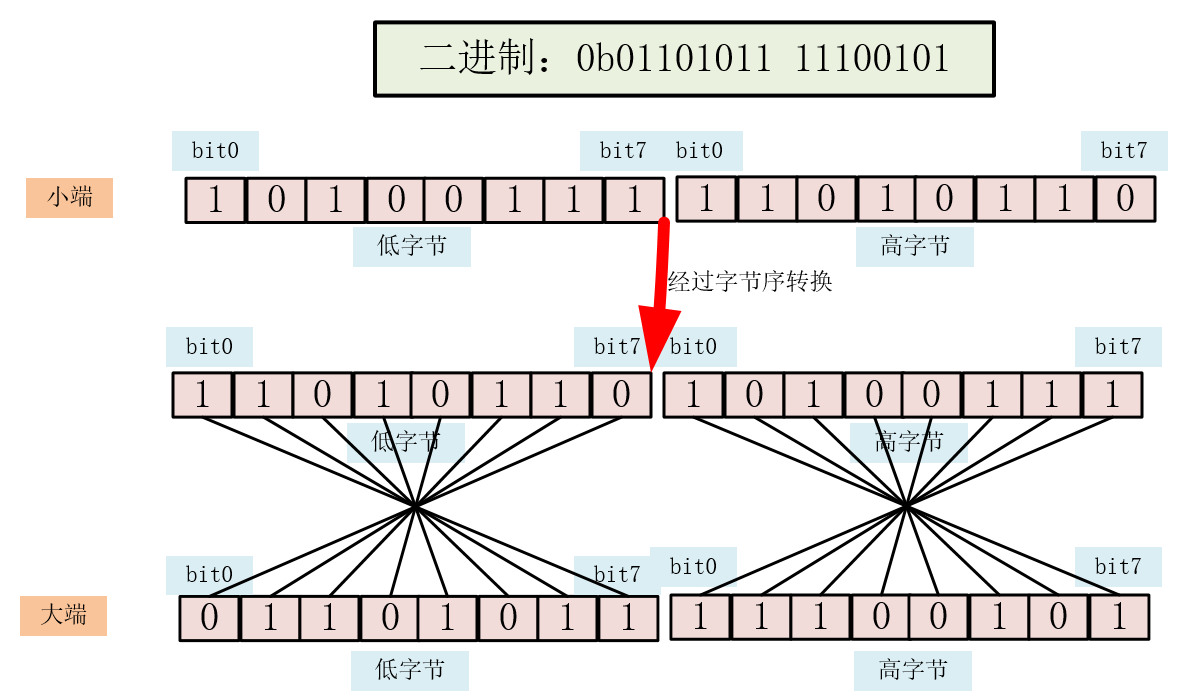 二进制：0b01101011 11100101
bit0 bit7 bit0 bit7
小端 1 0 1 0 0 1 1 1 1 1 0 1 0 1 1 0
低字节 高字节
经过字节序转换
bit0 bit7 bit0 bit7
1 1 0 1 0 1 1 0 1 0 1 0 0 1 1 1
低字节 高字节
bit0 bit7 bit0 bit7
大端 0 1 1 0 1 0 1 1 1 1 1 0 0 1 0 1
低字节 高字节